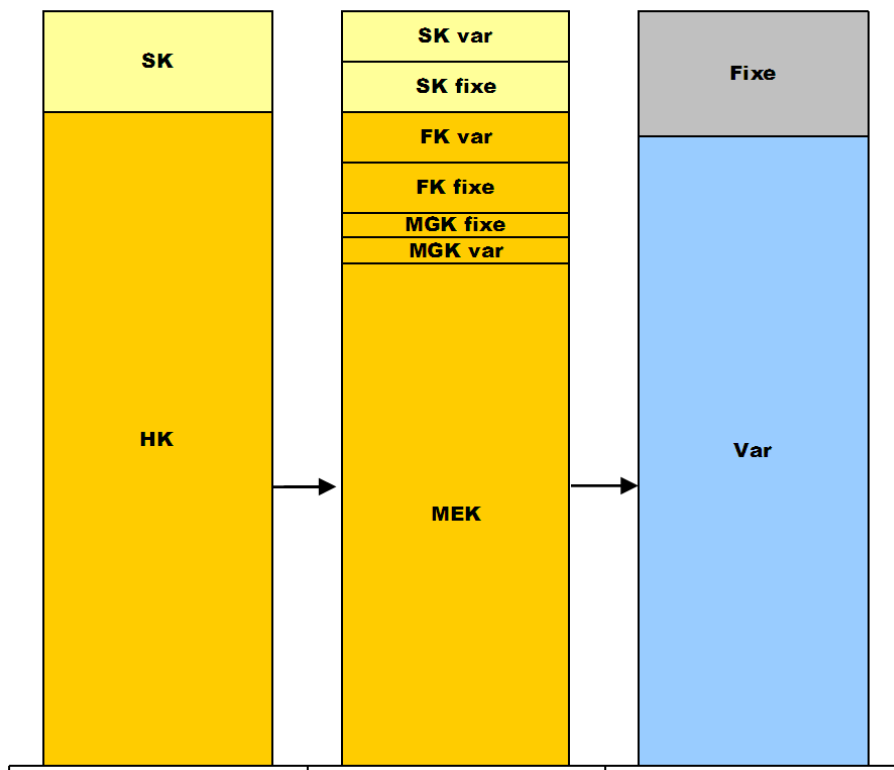 SK
HK
SK var
SK fixe
FK var
FK fixe
MGK fixe
MGK var
MEK
Fixe
Var